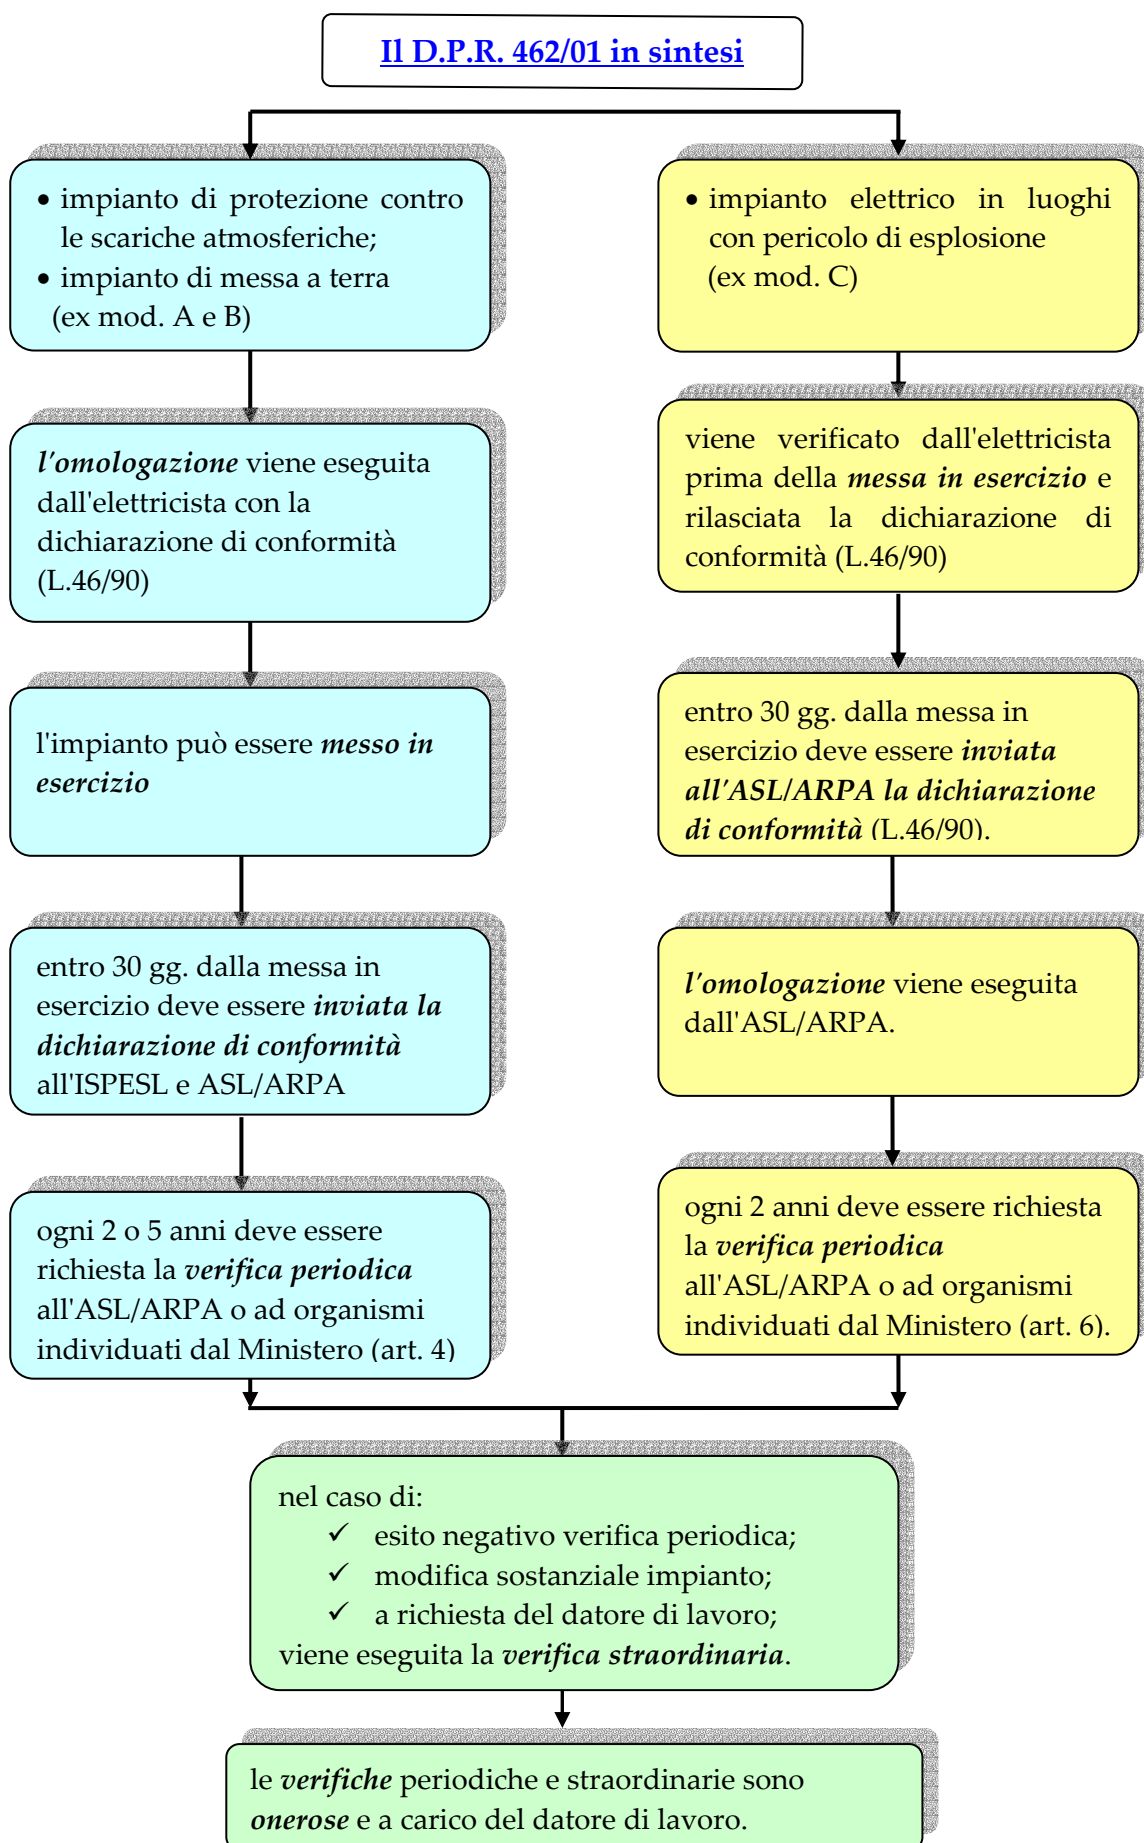 Il D.P.R. 462/01 in sintesi
• impianto di protezione contro
le scariche atmosferiche;
• impianto di messa a terra
(ex mod. A e B)
l'omologazione viene eseguita
dall'elettricista con la
dichiarazione di conformità
(L.46/90)
l'impianto può essere messo in
esercizio
entro 30 gg. dalla messa in
esercizio deve essere inviata la
dichiarazione di conformità
all'ISPESL e ASL/ARPA
ogni 2 o 5 anni deve essere
richiesta la verifica periodica
all'ASL/ARPA o ad organismi
individuati dal Ministero (art. 4)
• impianto elettrico in luoghi
con pericolo di esplosione
(ex mod. C)
viene verificato dall'elettricista
prima della messa in esercizio e
rilasciata la dichiarazione di
conformità (L.46/90)
entro 30 gg. dalla messa in
esercizio deve essere inviata
all'ASL/ARPA la dichiarazione
di conformità (L.46/90).
l'omologazione viene eseguita
dall'ASL/ARPA.
ogni 2 anni deve essere richiesta
la verifica periodica
all'ASL/ARPA o ad organismi
individuati dal Ministero (art. 6).
nel caso di:
✓ esito negativo verifica periodica;
✓ modifica sostanziale impianto;
✓ a richiesta del datore di lavoro;
viene eseguita la verifica straordinaria.
le verifiche periodiche e straordinarie sono
onerose e a carico del datore di lavoro.